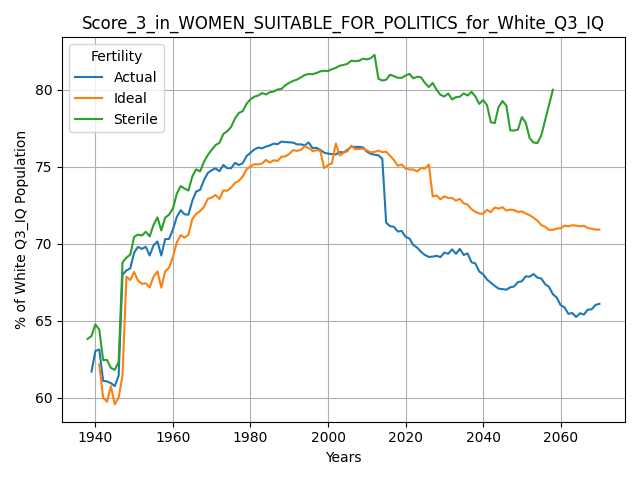 Score_3_in_WOMEN_SUITABLE_FOR_POLITICS_for_White_Q3_IQ
Fertility
Actual
Ideal
Sterile
% of White Q3_IQ Population
80
75
70
65
60
1940 1960 1980 2000 2020 2040 2060
Years